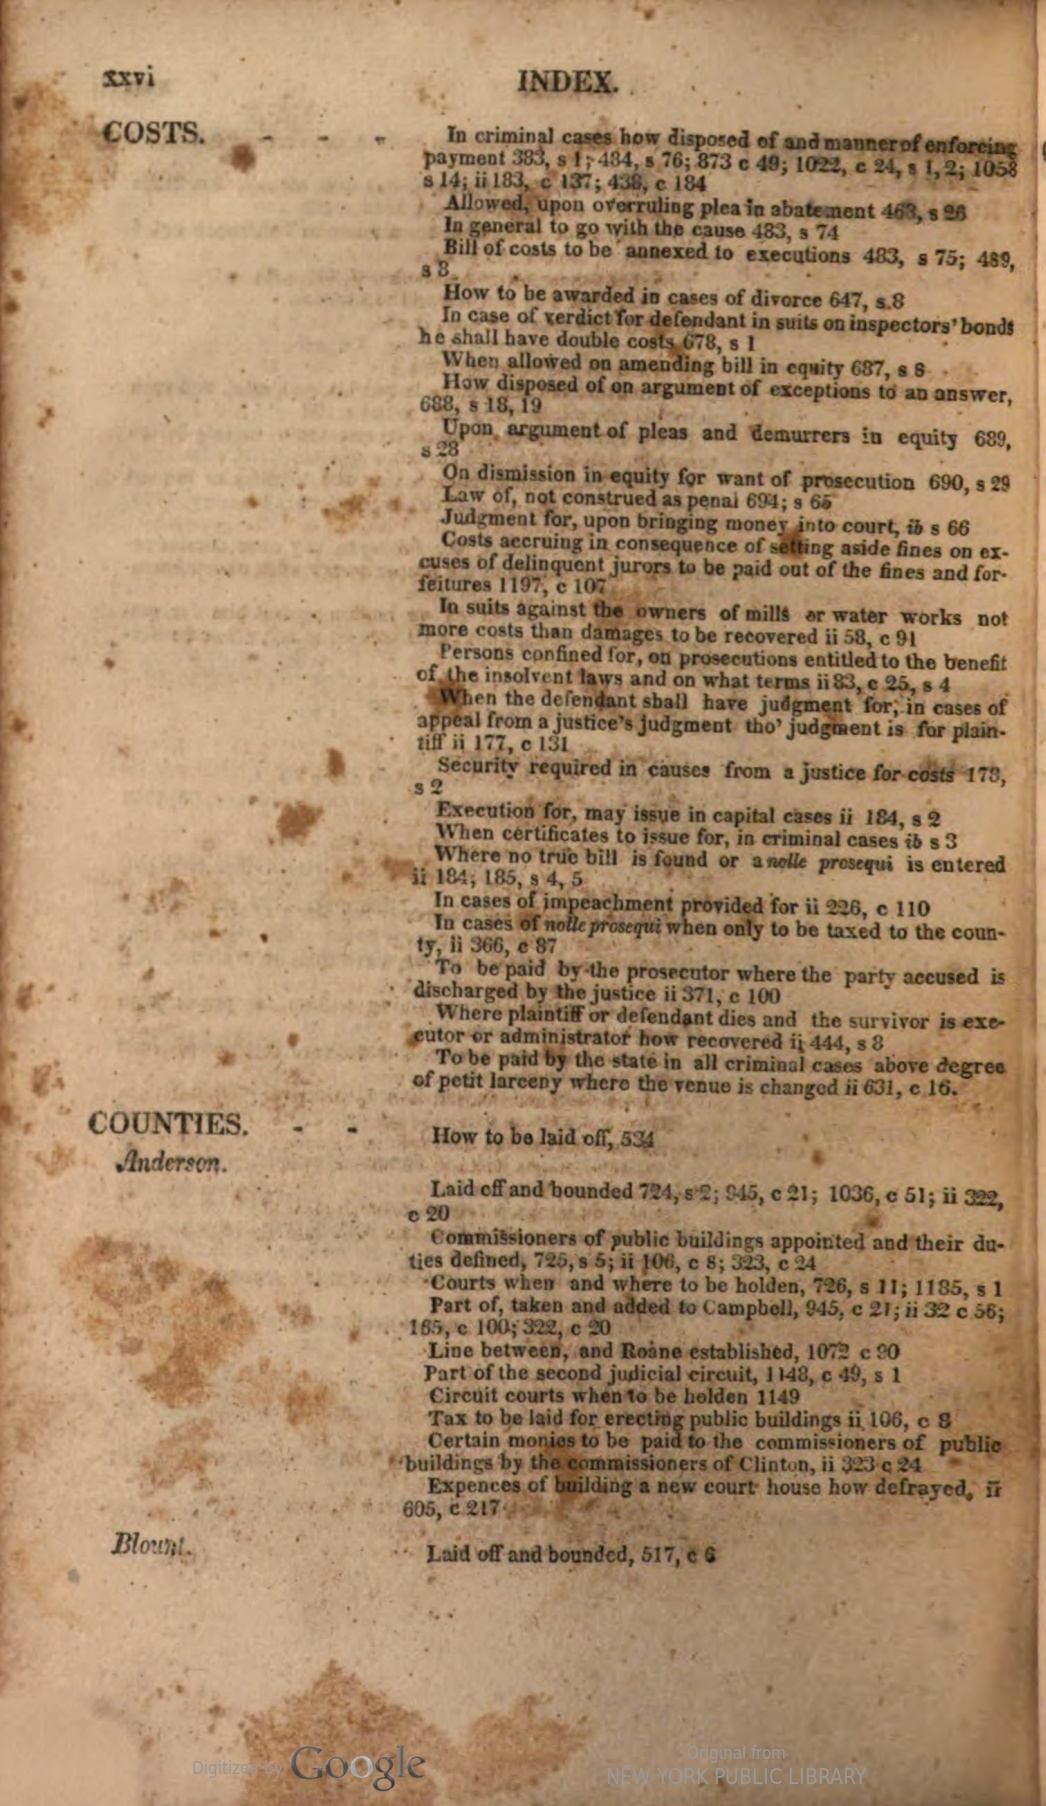 xxvi
INDEX.
COSTS. - - -
In criminal cases how disposed of and manner of enforcing
payment 383, s 1; 484, s 76; 873 c 49; 1022, c 24, s 1, 2; 1058
s 14; ii 183, c 137; 438, c 184
Allowed, upon overruling plea in abatement 463, s 26
In general to go with the cause 483, s 74
Bill of costs to be annexed to executions 483, s 75; 489,
s 8
How to be awarded in cases of divorce 647, s 8
In case of verdict for defendant in suits on inspectors' bonds
he shall have double costs 678, s 1
When allowed on amending bill in equity 687, s 8
How disposed of on argument of exceptions to an answer,
688, s 18, 19
Upon argument of pleas and demurrers in equity 689,
s 28
On dismission in equity for want of prosecution 690, s 29
Law of, not construed as penal 694; s 65
Judgment for, upon bringing money into court, ib s 66
Costs accruing in consequence of setting aside fines on ex-
cuses of delinquent jurors to be paid out of the fines and for-
feitures 1197, c 107
In suits against the owners of mills or water works not
more costs than damages to be recovered ii 58, c 91
Persons confined for, on prosecutions entitled to the benefit
of the insolvent laws and on what terms ii 83, c 25, s 4
When the defendant shall have judgment for, in cases of
appeal from a justice's judgment tho' judgment is for plain-
tiff ii 177, c 131
Security required in causes from a justice for costs 178,
s 2
Execution for, may issue in capital cases ii 184, s 2
When certificates to issue for, in criminal cases ib s 3
Where no true bill is found or a nolle prosequi is entered
ii 184; 185, s 4, 5
In cases of impeachment provided for ii 226, c 110
In cases of nolle prosequi when only to be taxed to the coun-
ty, ii 366, c 87
To be paid by the prosecutor where the party accused is
discharged by the justice ii 371, c 100
Where plaintiff or defendant dies and the survivor is exe-
cutor or administrator how recovered ii 444, s 8
To be paid by the state in all criminal cases above degree
of petit larceny where the venue is changed ii 631, c 16.
COUNTIES. - -
How to be laid off, 534
Anderson.
Laid off and bounded 724, s 2; 945, c 21; 1036, c 51; ii 322,
c 20
Commissioners of public buildings appointed and their du-
ties defined, 725, s 5; ii 106, c 8; 323, c 24
Courts when and where to be holden, 726, s 11; 1185, s 1
Part of, taken and added to Campbell, 945, c 21; ii 32 c 56;
165, c 100; 322, c 20
Line between, and Roane established, 1072 c 90
Part of the second judicial circuit, 1148, c 49, s 1
Circuit courts when to be holden 1149
Tax to be laid for erecting public buildings ii 106, c 8
Certain monies to be paid to the commissioners of public
buildings by the commissioners of Clinton, ii 323 c 24
Expences of building a new court house how defrayed, ii
605, c 217
Blount.
Laid off and bounded, 517, c 6
Digitized by Google
Original from
NEW YORK PUBLIC LIBRARY